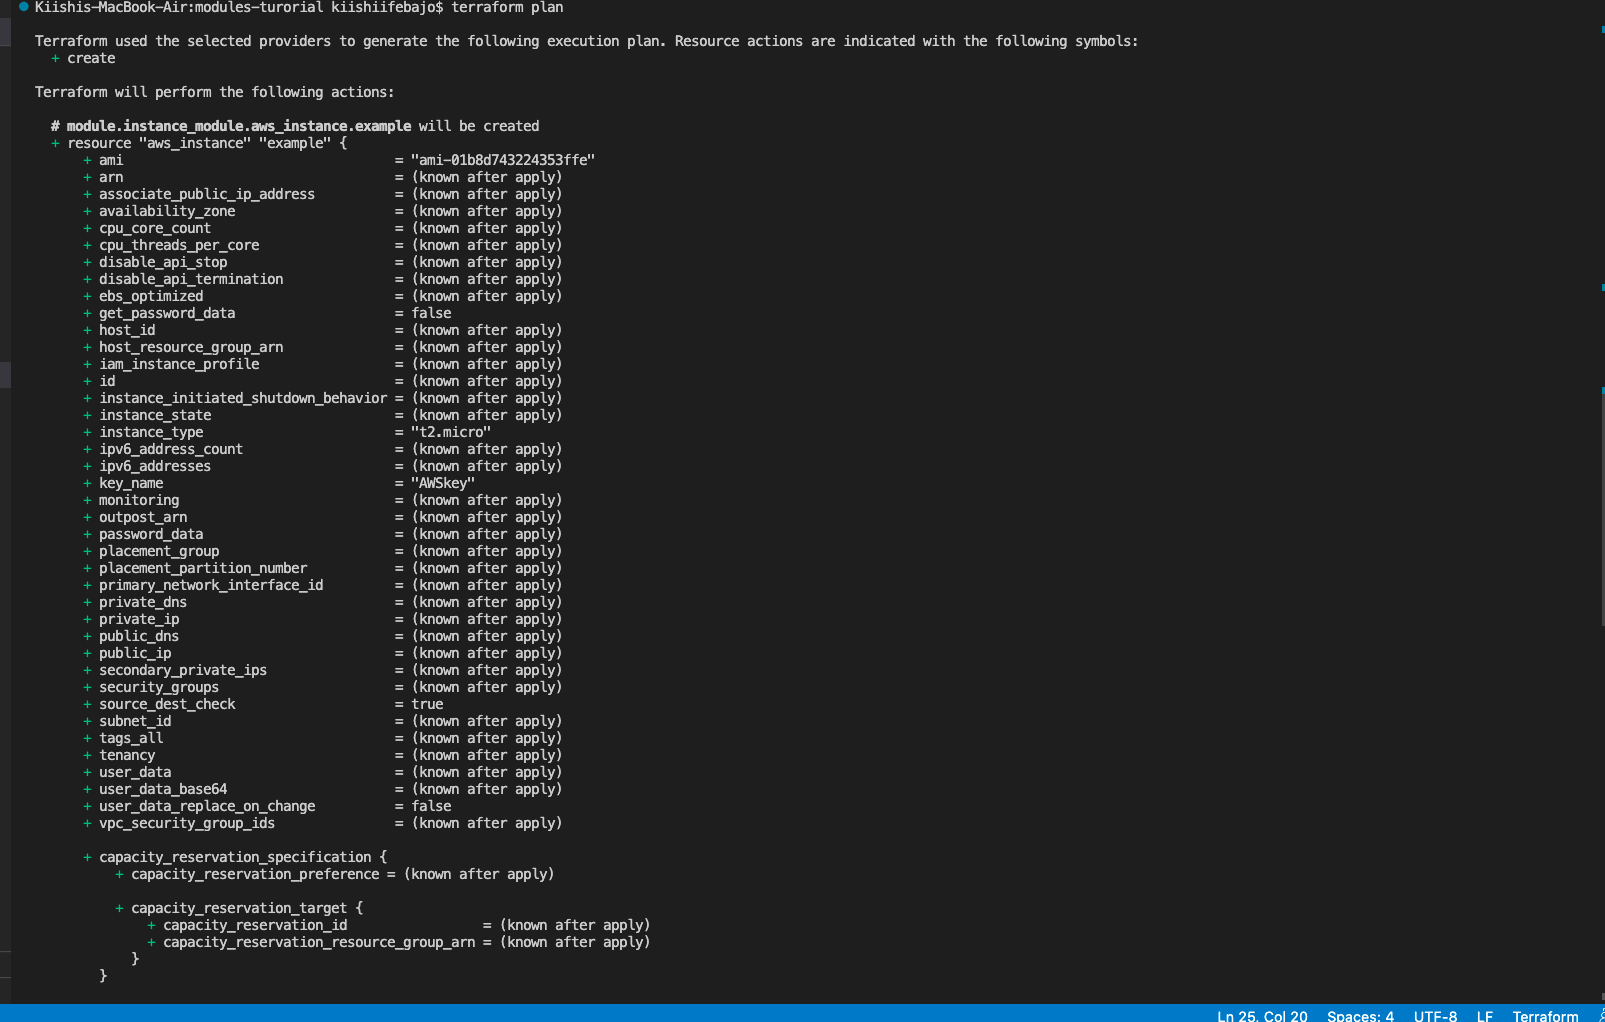 Kiishis-MacBook-Air:modules-turorial kiishiifebajo$ terraform plan
Terraform used the selected providers to generate the following execution plan. Resource actions are indicated with the following symbols:
+ create
Terraform will perform the following actions:
# module.instance_module.aws_instance.example will be created
+ resource "aws_instance" "example" {
+ ami = "ami-01b8d743224353ffe"
+ arn = (known after apply)
+ associate_public_ip_address = (known after apply)
+ availability_zone = (known after apply)
+ cpu_core_count = (known after apply)
+ cpu_threads_per_core = (known after apply)
+ disable_api_stop = (known after apply)
+ disable_api_termination = (known after apply)
+ ebs_optimized = (known after apply)
+ get_password_data = false
+ host_id = (known after apply)
+ host_resource_group_arn = (known after apply)
+ iam_instance_profile = (known after apply)
+ id = (known after apply)
+ instance_initiated_shutdown_behavior = (known after apply)
+ instance_state = (known after apply)
+ instance_type = "t2.micro"
+ ipv6_address_count = (known after apply)
+ ipv6_addresses = (known after apply)
+ key_name = "AWSkey"
+ monitoring = (known after apply)
+ outpost_arn = (known after apply)
+ password_data = (known after apply)
+ placement_group = (known after apply)
+ placement_partition_number = (known after apply)
+ primary_network_interface_id = (known after apply)
+ private_dns = (known after apply)
+ private_ip = (known after apply)
+ public_dns = (known after apply)
+ public_ip = (known after apply)
+ secondary_private_ips = (known after apply)
+ security_groups = (known after apply)
+ source_dest_check = true
+ subnet_id = (known after apply)
+ tags_all = (known after apply)
+ tenancy = (known after apply)
+ user_data = (known after apply)
+ user_data_base64 = (known after apply)
+ user_data_replace_on_change = false
+ vpc_security_group_ids = (known after apply)
+ capacity_reservation_specification {
+ capacity_reservation_preference = (known after apply)
+ capacity_reservation_target {
+ capacity_reservation_id = (known after apply)
+ capacity_reservation_resource_group_arn = (known after apply)
}
}
Ln 25, Col 20 Spaces: 4 UTF-8 LF Terraform